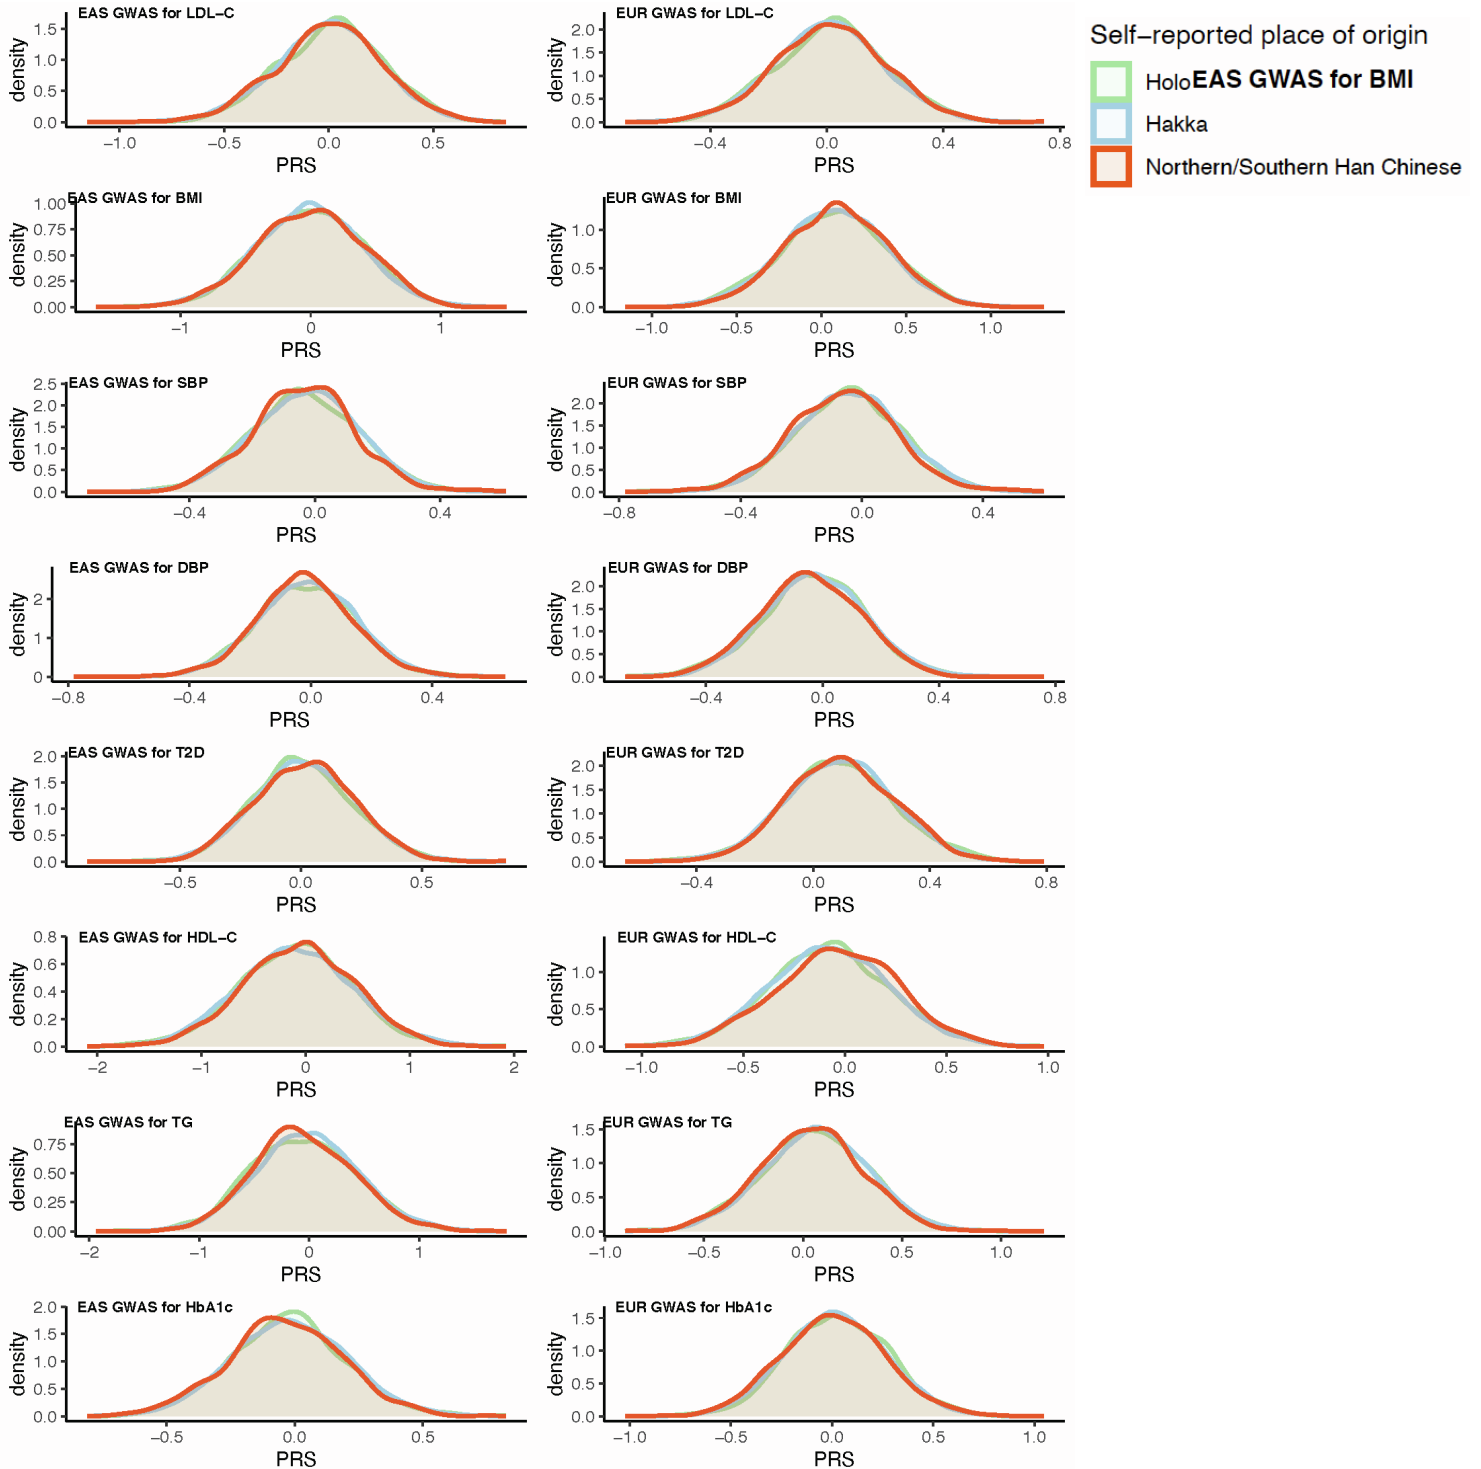 EAS GWAS for LDL−C
density
1.5
1.0
0.5
0.0
−1.0 −0.5 0.0 0.5
PRS
EUR GWAS for LDL−C
density
2.0
1.5
1.0
0.5
0.0
−0.4 0.0 0.4 0.8
PRS
Self−reported place of origin
HoloEAS GWAS for BMI
Hakka
Northern/Southern Han Chinese
EAS GWAS for BMI
density
1.00
0.75
0.50
0.25
0.00
−1 0 1
PRS
EUR GWAS for BMI
density
1.0
0.5
0.0
−1.0 −0.5 0.0 0.5 1.0
PRS
EAS GWAS for SBP
density
2.5
2.0
1.5
1.0
0.5
0.0
−0.4 0.0 0.4
PRS
EUR GWAS for SBP
density
2.0
1.5
1.0
0.5
0.0
−0.8 −0.4 0.0 0.4
PRS
EAS GWAS for DBP
density
2
1
0
−0.8 −0.4 0.0 0.4
PRS
EUR GWAS for DBP
density
2.0
1.5
1.0
0.5
0.0
−0.4 0.0 0.4 0.8
PRS
EAS GWAS for T2D
density
2.0
1.5
1.0
0.5
0.0
−0.5 0.0 0.5
PRS
EUR GWAS for T2D
density
2.0
1.5
1.0
0.5
0.0
−0.4 0.0 0.4 0.8
PRS
EAS GWAS for HDL−C
density
0.8
0.6
0.4
0.2
0.0
−2 −1 0 1 2
PRS
EUR GWAS for HDL−C
density
1.0
0.5
0.0
−1.0 −0.5 0.0 0.5 1.0
PRS
EAS GWAS for TG
density
0.75
0.50
0.25
0.00
−2 −1 0 1
PRS
EUR GWAS for TG
density
1.5
1.0
0.5
0.0
−1.0 −0.5 0.0 0.5 1.0
PRS
EAS GWAS for HbA1c
density
2.0
1.5
1.0
0.5
0.0
−0.5 0.0 0.5
PRS
EUR GWAS for HbA1c
density
1.5
1.0
0.5
0.0
−1.0 −0.5 0.0 0.5 1.0
PRS